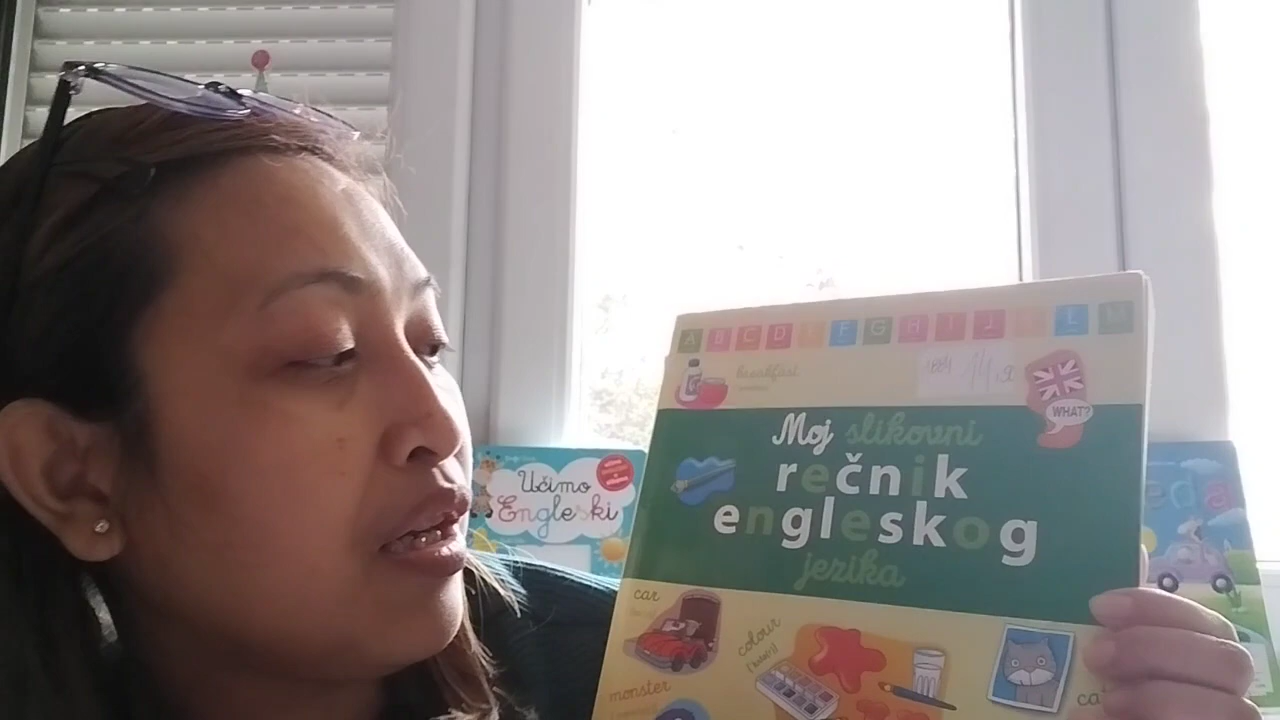 A B C D F G H I J L M
breakfast
WHAT?
Moj slikovni
rečnik
engleskog
jezika
car
colour
monster
Učimo
Engleski